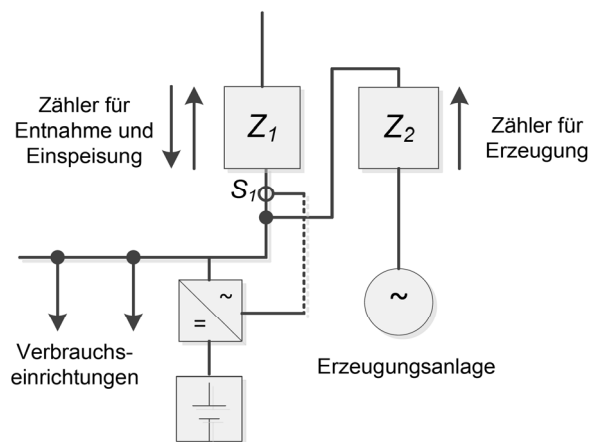 Zähler für
Entnahme und
Einspeisung
Z1
Z2
Zähler für
Erzeugung
S1
~
=
~
Verbrauchs-
einrichtungen
Erzeugungsanlage